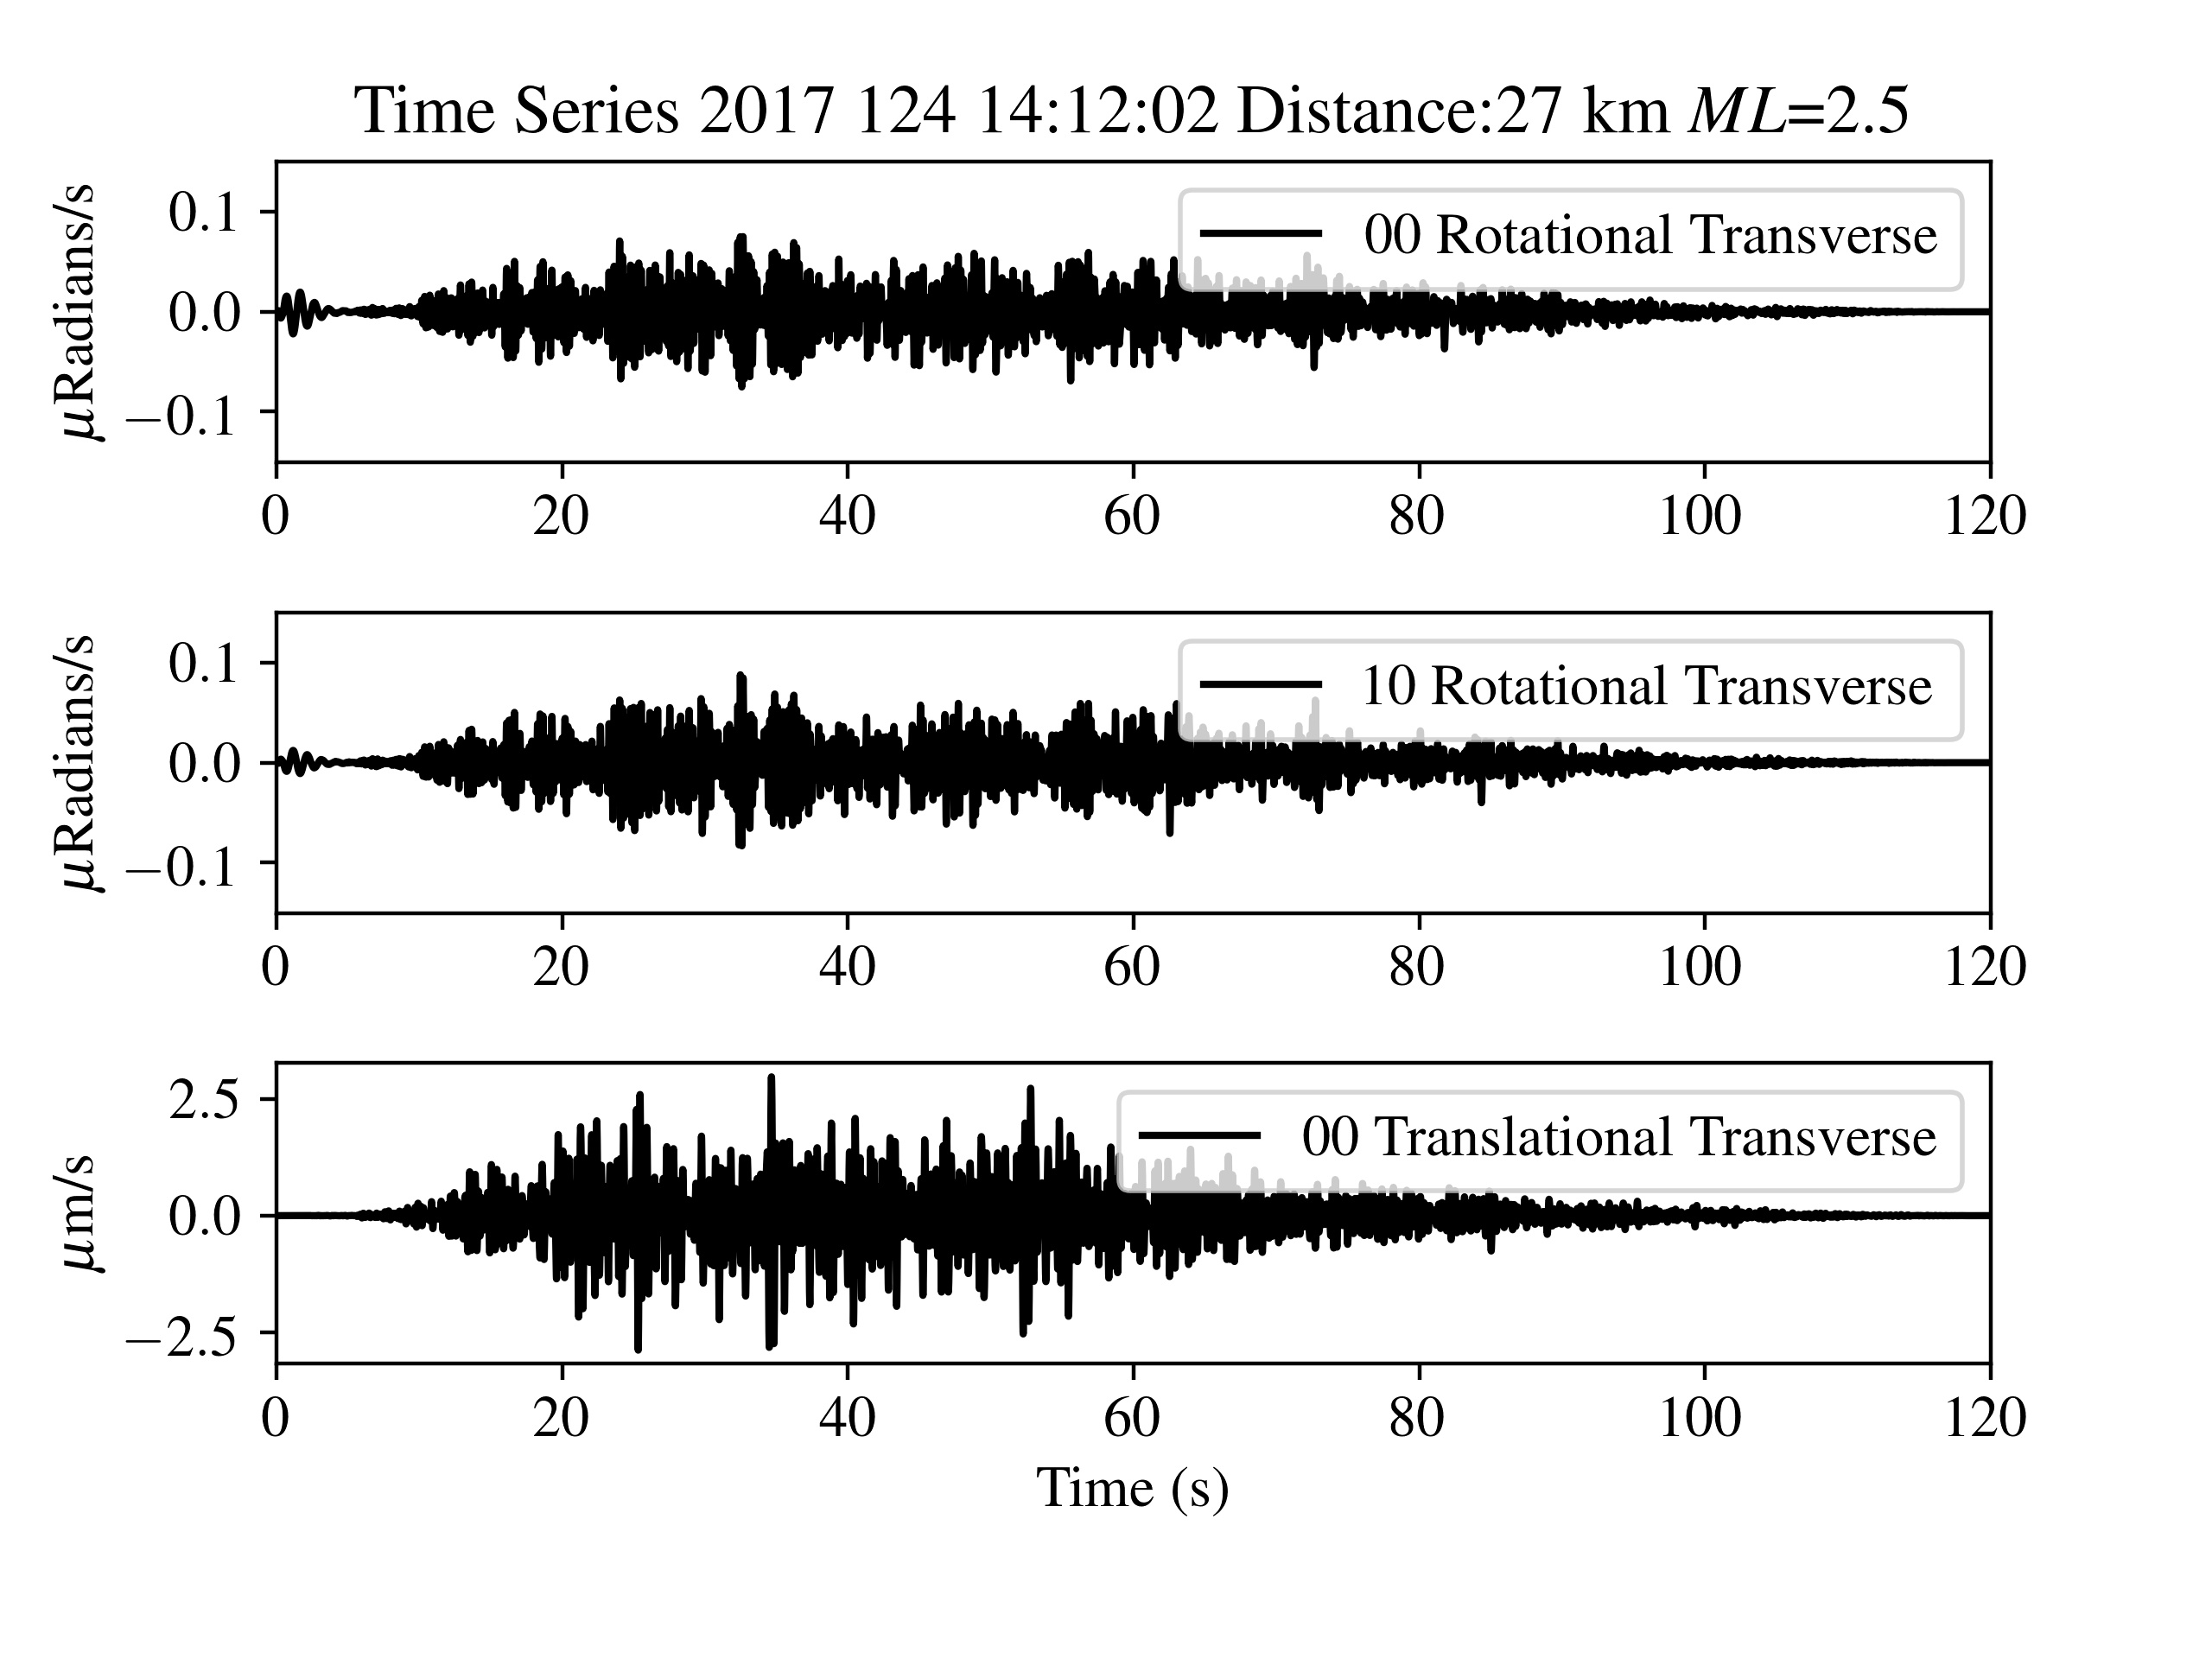 Time Series 2017 124 14:12:02 Distance:27 km ML=2.5
μRadians/s
0.1
0.0
−0.1
00 Rotational Transverse
0 20 40 60 80 100 120
μRadians/s
0.1
0.0
−0.1
10 Rotational Transverse
0 20 40 60 80 100 120
μm/s
2.5
0.0
−2.5
00 Translational Transverse
0 20 40 60 80 100 120
Time (s)